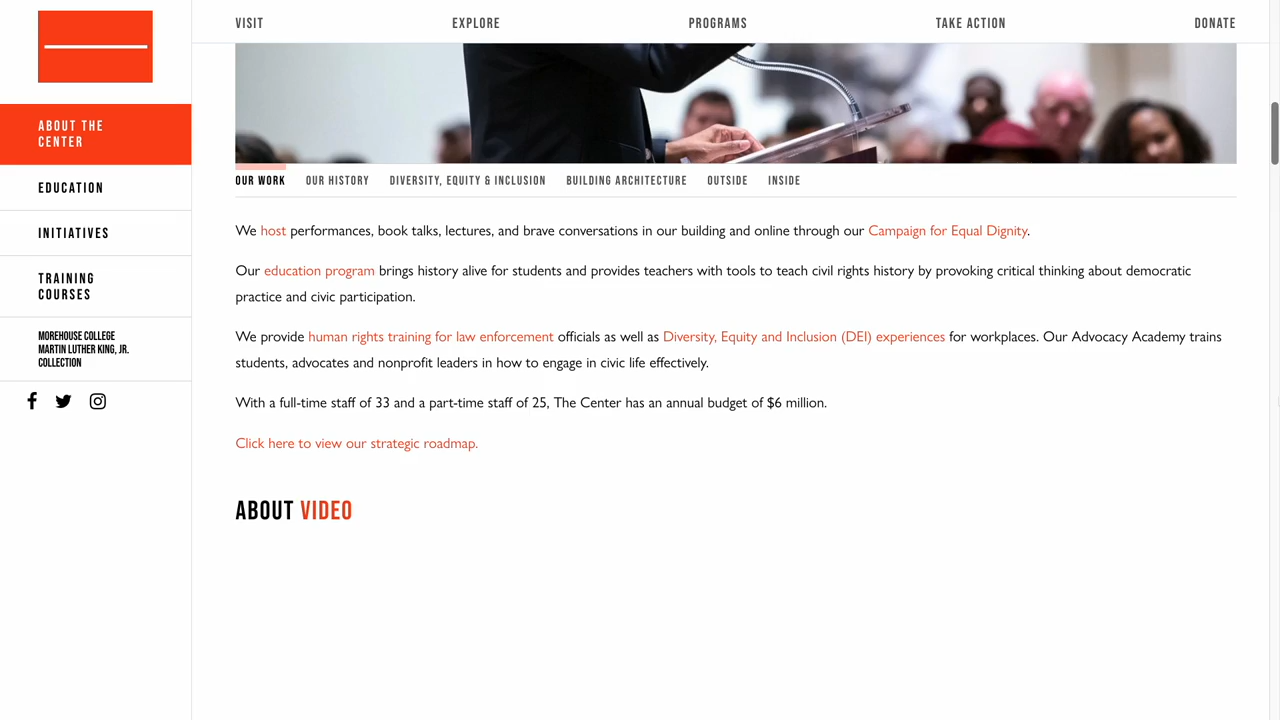 VISIT EXPLORE PROGRAMS TAKE ACTION DONATE
ABOUT THE
CENTER
EDUCATION
INITIATIVES
TRAINING
COURSES
MOREHOUSE COLLEGE
MARTIN LUTHER KING, JR.
COLLECTION
OUR WORK OUR HISTORY DIVERSITY, EQUITY & INCLUSION BUILDING ARCHITECTURE OUTSIDE INSIDE
We host performances, book talks, lectures, and brave conversations in our building and online through our Campaign for Equal Dignity.
Our education program brings history alive for students and provides teachers with tools to teach civil rights history by provoking critical thinking about democratic
practice and civic participation.
We provide human rights training for law enforcement officials as well as Diversity, Equity and Inclusion (DEI) experiences for workplaces. Our Advocacy Academy trains
students, advocates and nonprofit leaders in how to engage in civic life effectively.
With a full-time staff of 33 and a part-time staff of 25, The Center has an annual budget of $6 million.
Click here to view our strategic roadmap.
ABOUT VIDEO